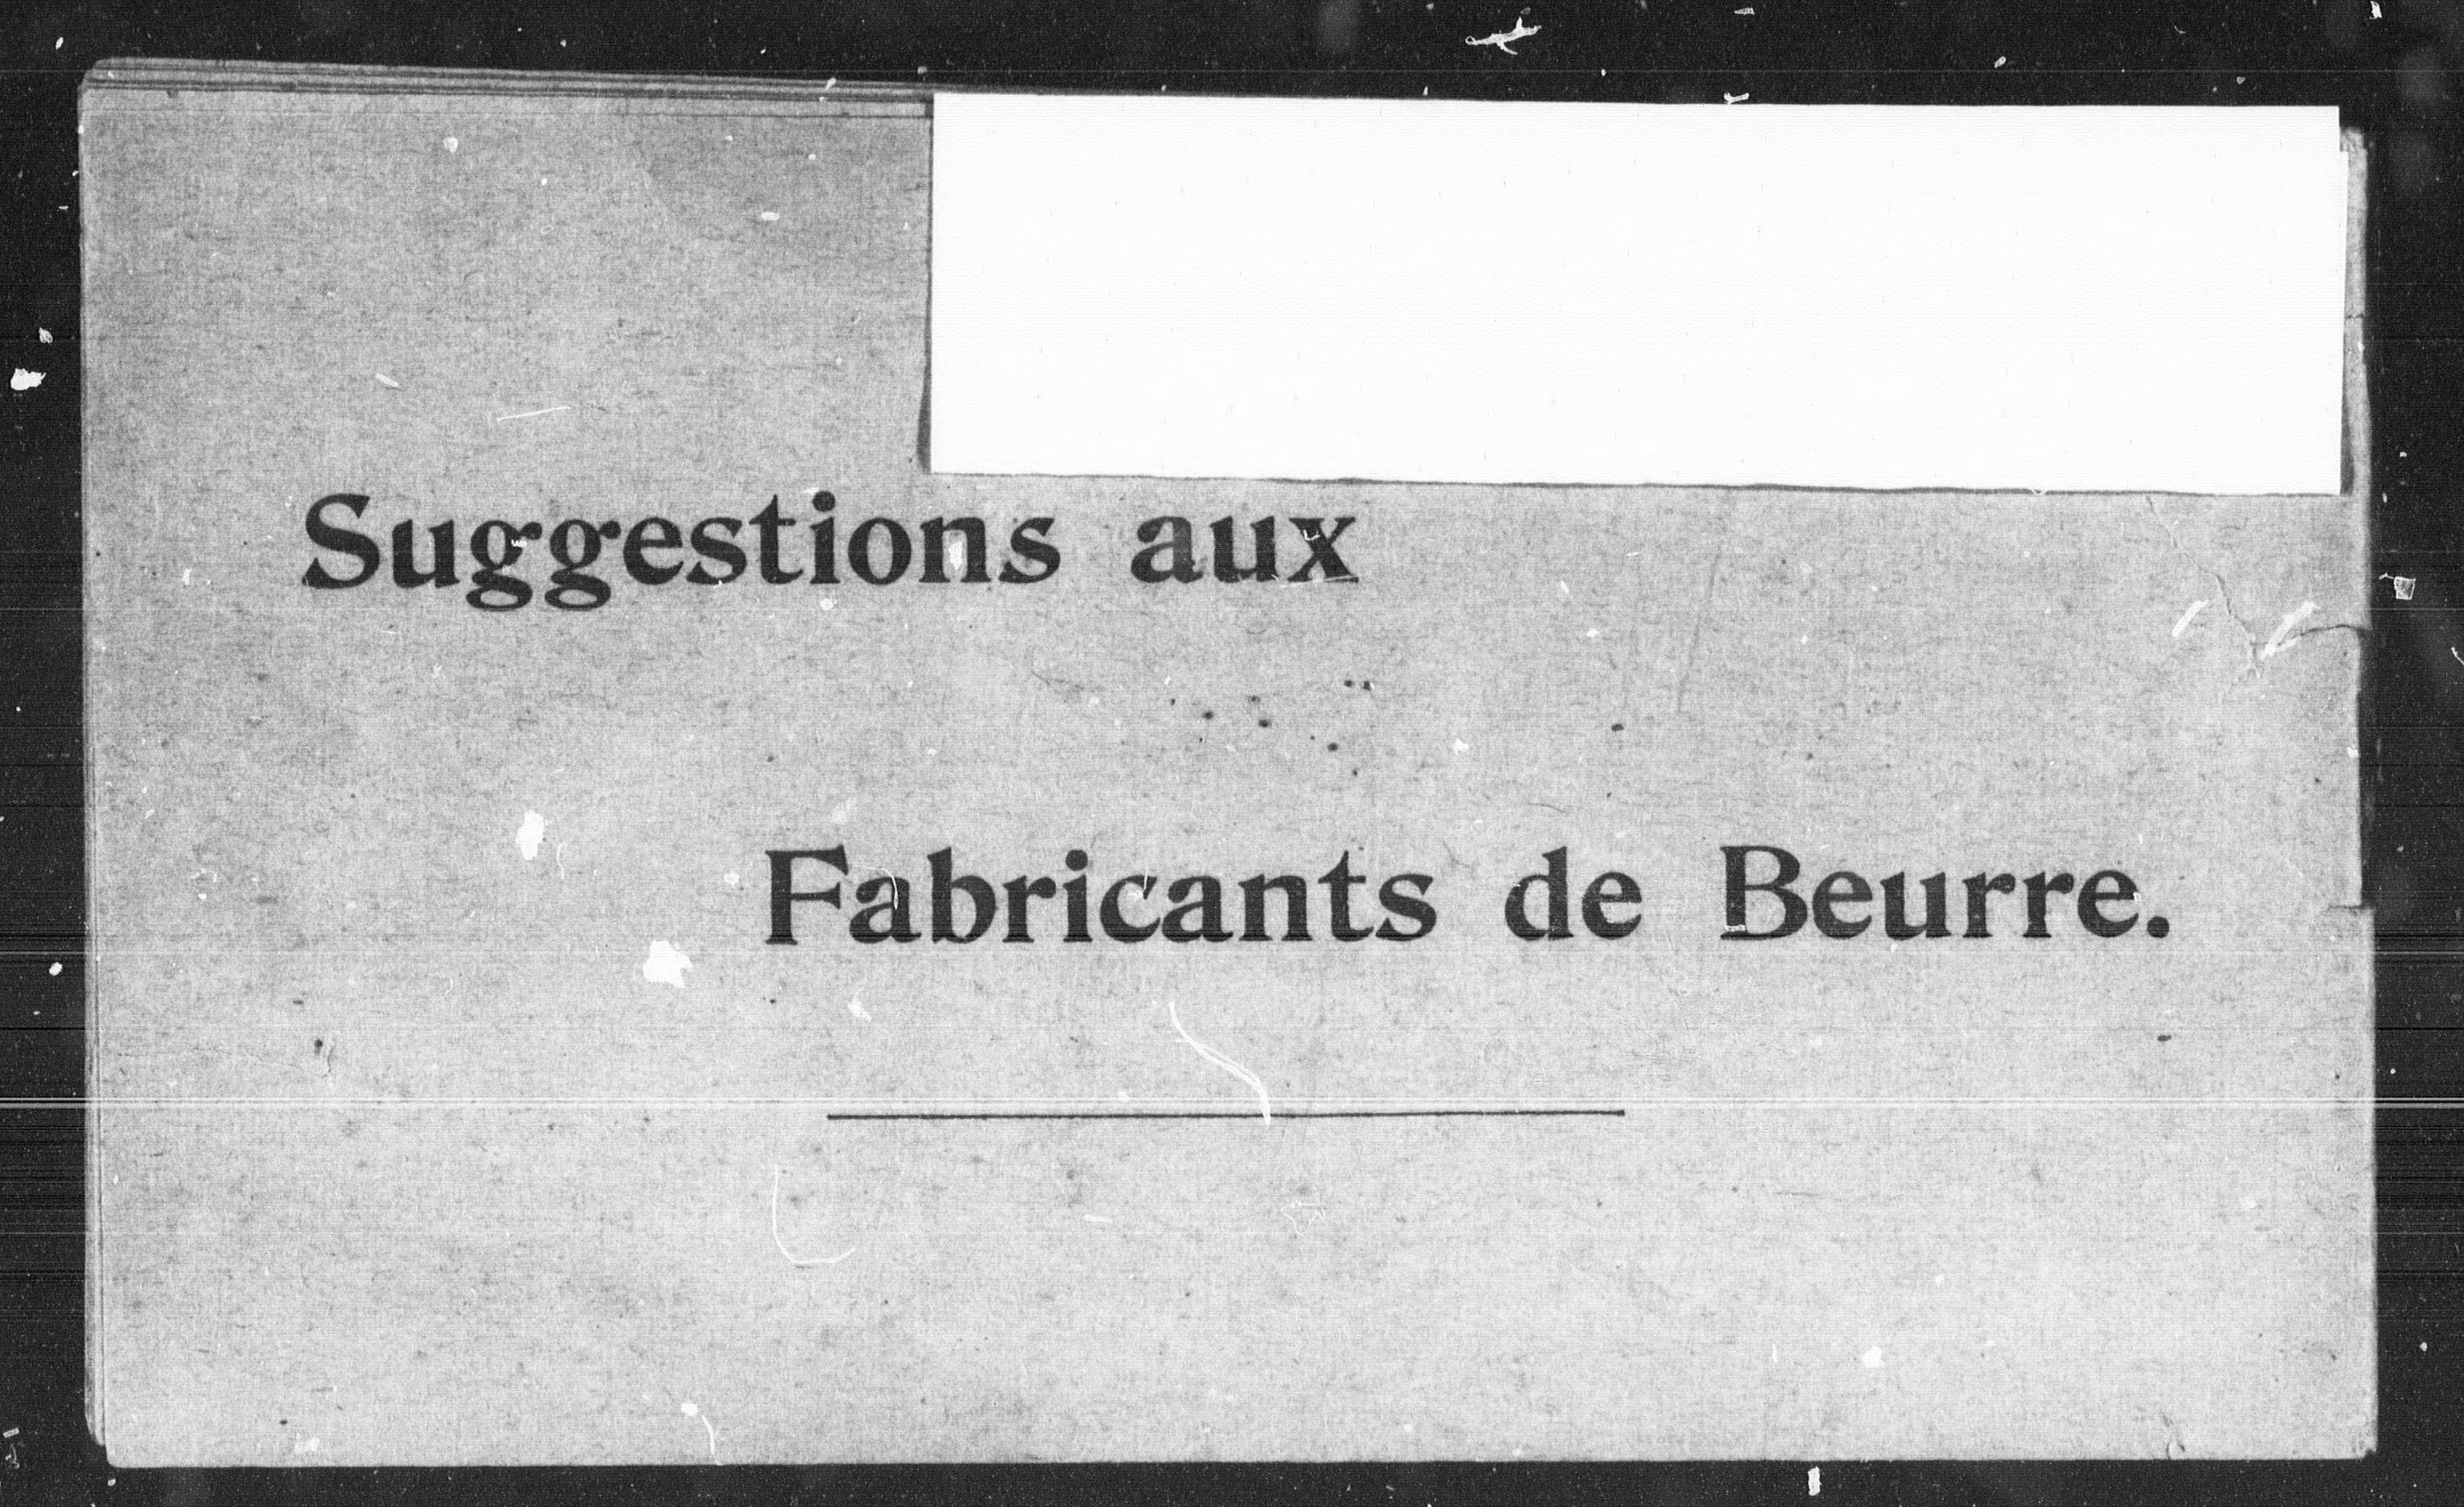 Suggestions aux
Fabricants de Beurre.